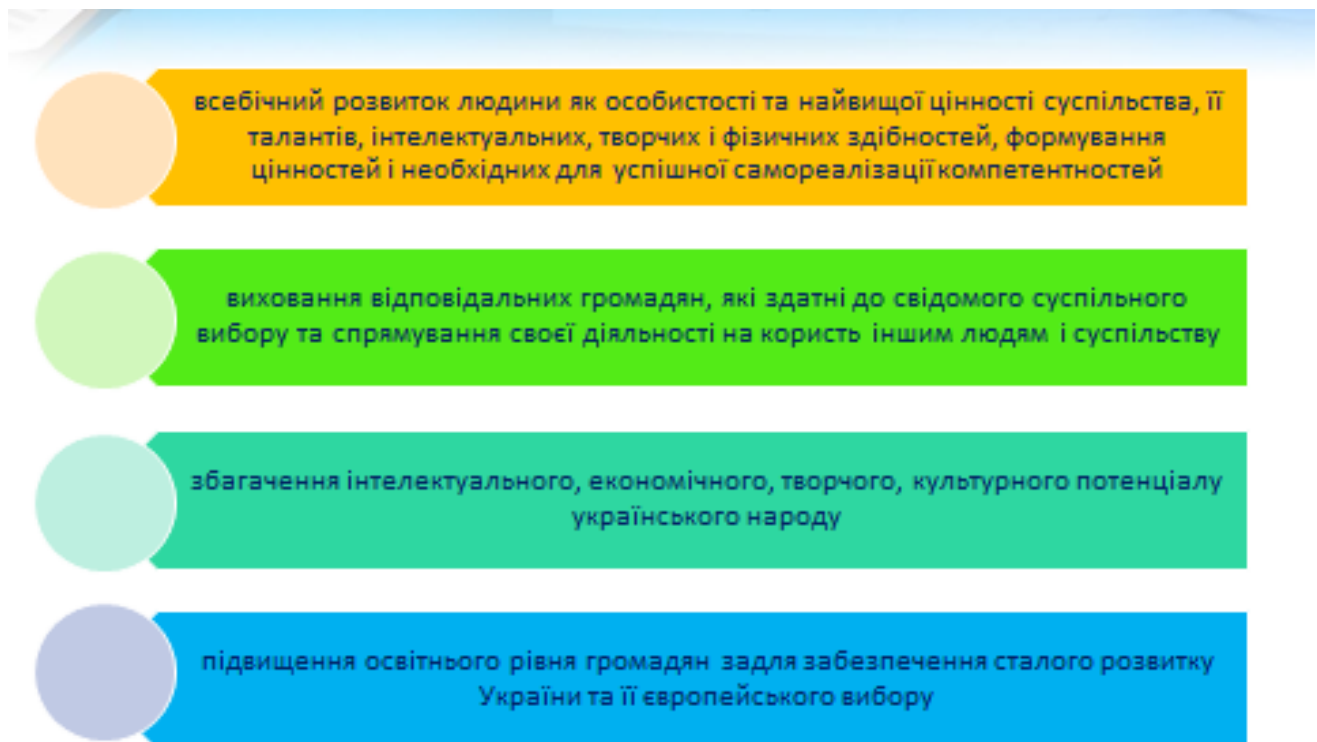 всебічний розвиток людини як особистості та найвищої цінності суспільства, її
талантів, інтелектуальних, творчих і фізичних здібностей, формування
цінностей і необхідних для успішної самореалізації компетентностей
виховання відповідальних громадян, які здатні до свідомого суспільного
вибору та спрямування своєї діяльності на користь іншим людям і суспільству
збагачення інтелектуального, економічного, творчого, культурного потенціалу
українського народу
підвищення освітнього рівня громадян задля забезпечення сталого розвитку
України та її європейського вибору